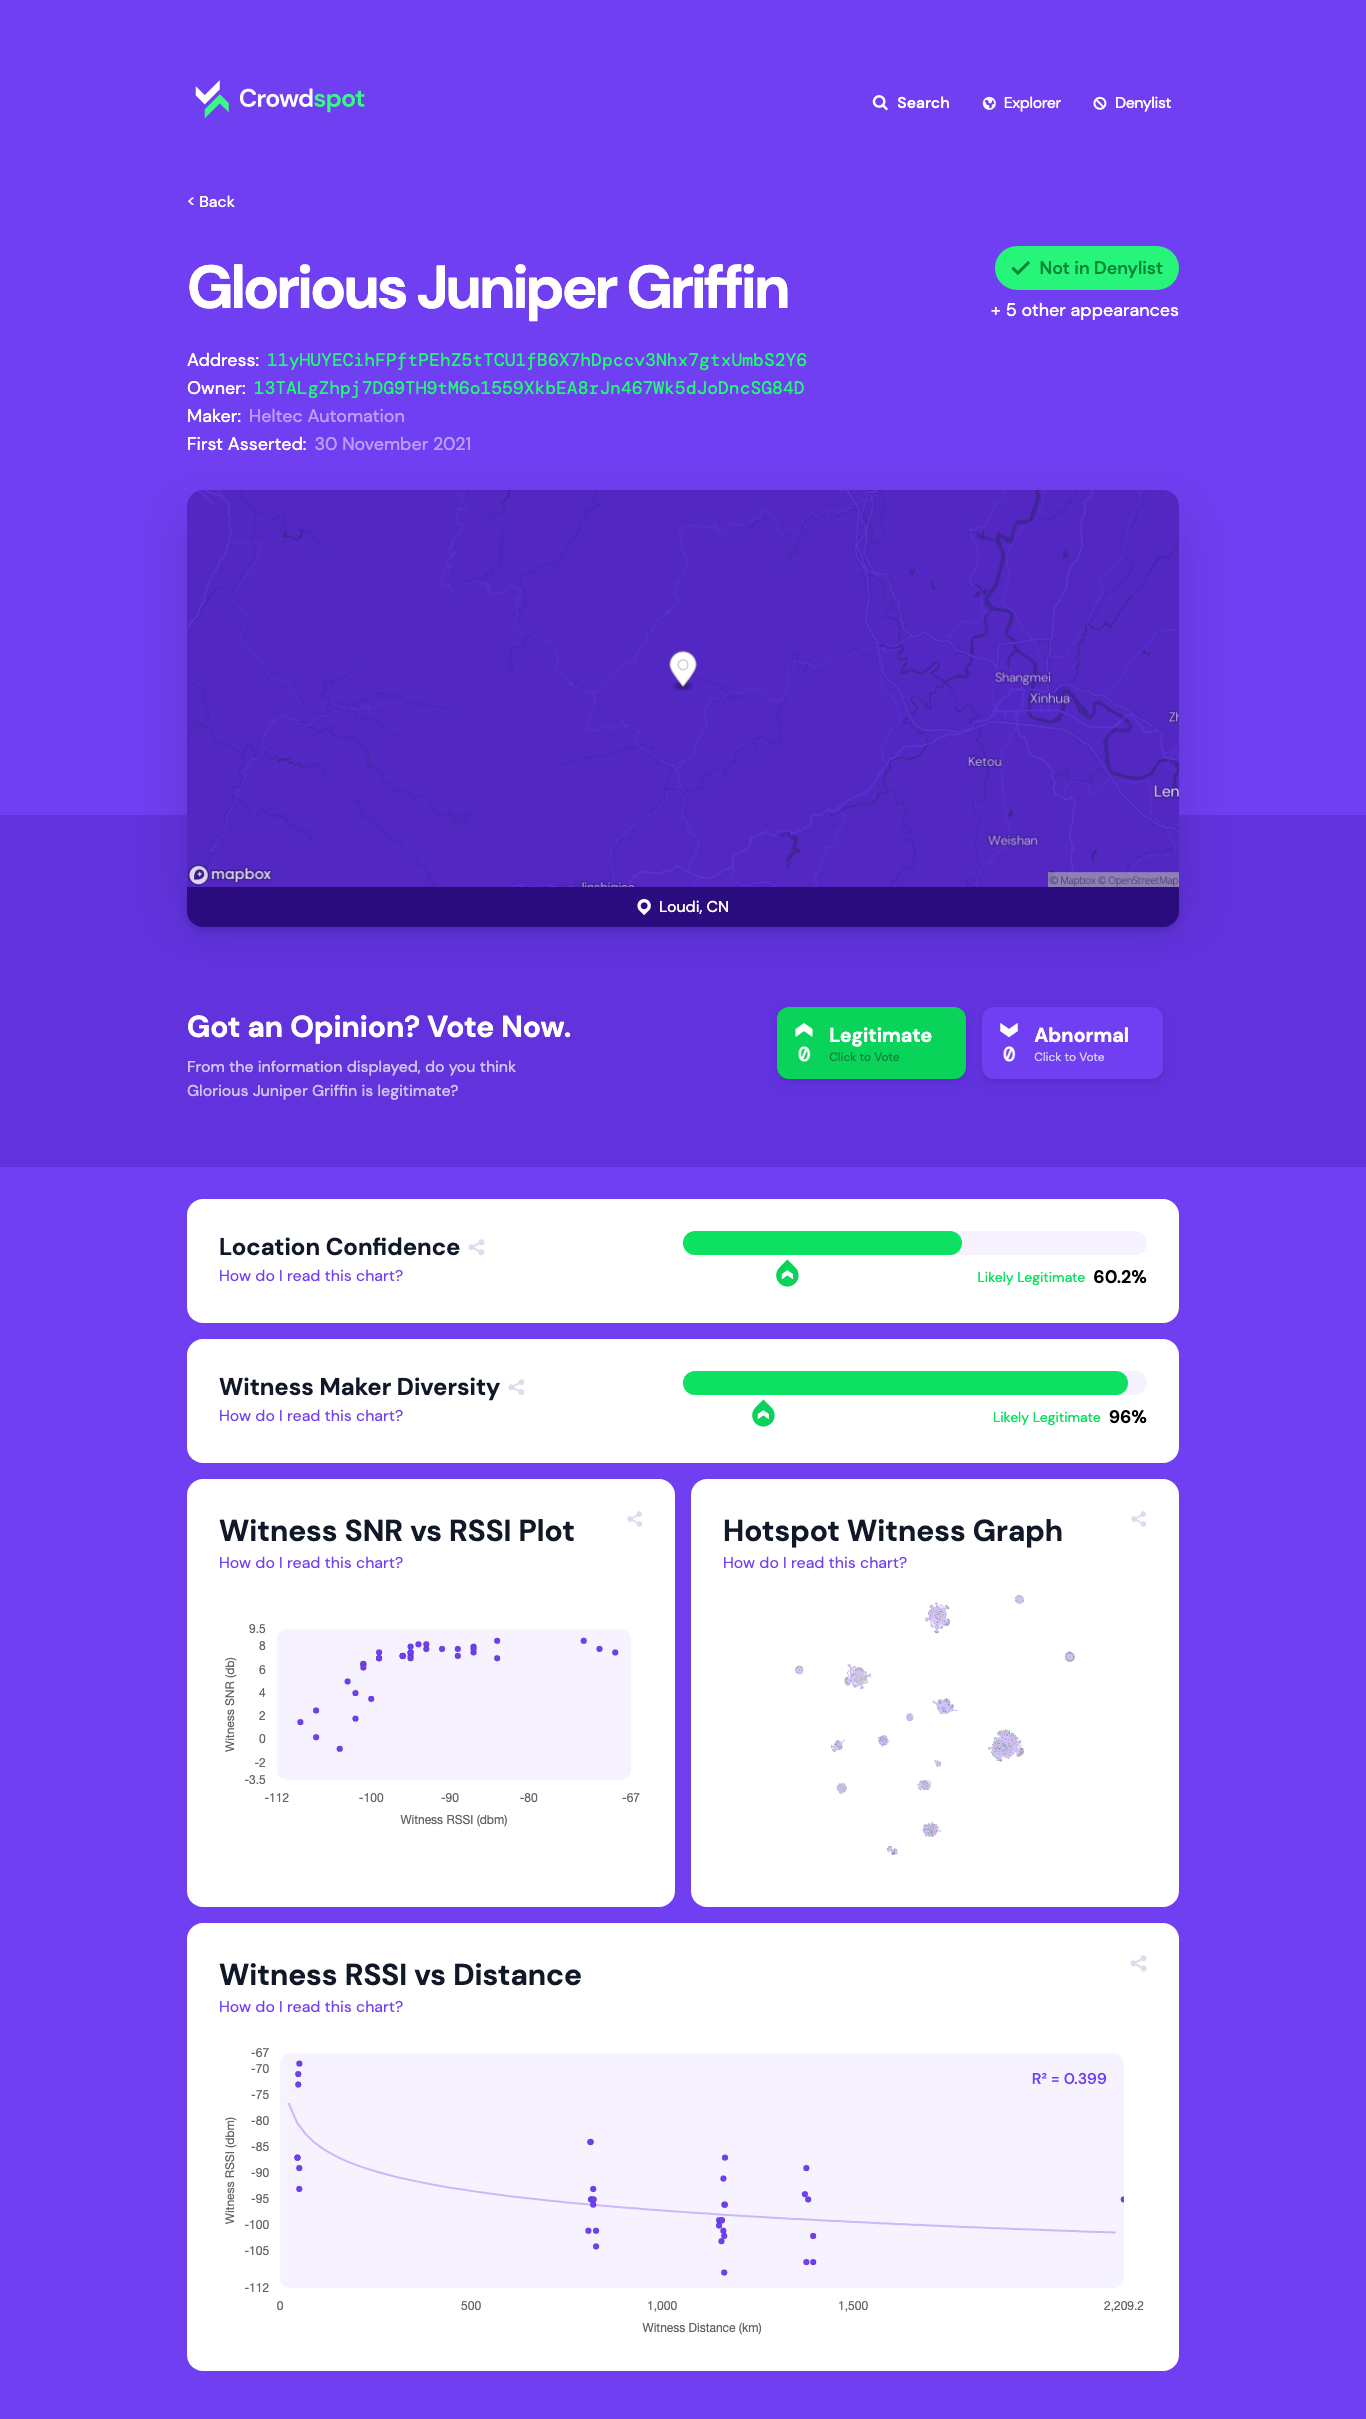 Crowdspot
Search
Explorer
Denylist
< Back
Glorious Juniper Griffin
Not in Denylist
+ 5 other appearances
Address: 11yHUYECihFPftPEhZ5tTCU1fB6X7hDpccv3Nhx7gtxUmbS2Y6
Owner: 13TALgZhpj7DG9TH9tM6o1559XkbEA8rJn467Wk5dJoDncSG84D
Maker: Heltec Automation
First Asserted: 30 November 2021
Shangmei
Xinhua
Zh
Ketou
Len
Weishan
mapbox
© Mapbox © OpenStreetMap
Loudi, CN
Got an Opinion? Vote Now.
From the information displayed, do you think
Glorious Juniper Griffin is legitimate?
Legitimate
0
Click to Vote
Abnormal
0
Click to Vote
Location Confidence
How do I read this chart?
Likely Legitimate 60.2%
Witness Maker Diversity
How do I read this chart?
Likely Legitimate 96%
Witness SNR vs RSSI Plot
How do I read this chart?
9.5
8
6
4
2
0
-2
-3.5
Witness SNR (db)
-112
-100
-90
-80
-67
Witness RSSI (dbm)
Hotspot Witness Graph
How do I read this chart?
Witness RSSI vs Distance
How do I read this chart?
R² = 0.399
-67
-70
-75
-80
-85
-90
-95
-100
-105
-112
Witness RSSI (dbm)
0
500
1,000
1,500
2,209.2
Witness Distance (km)